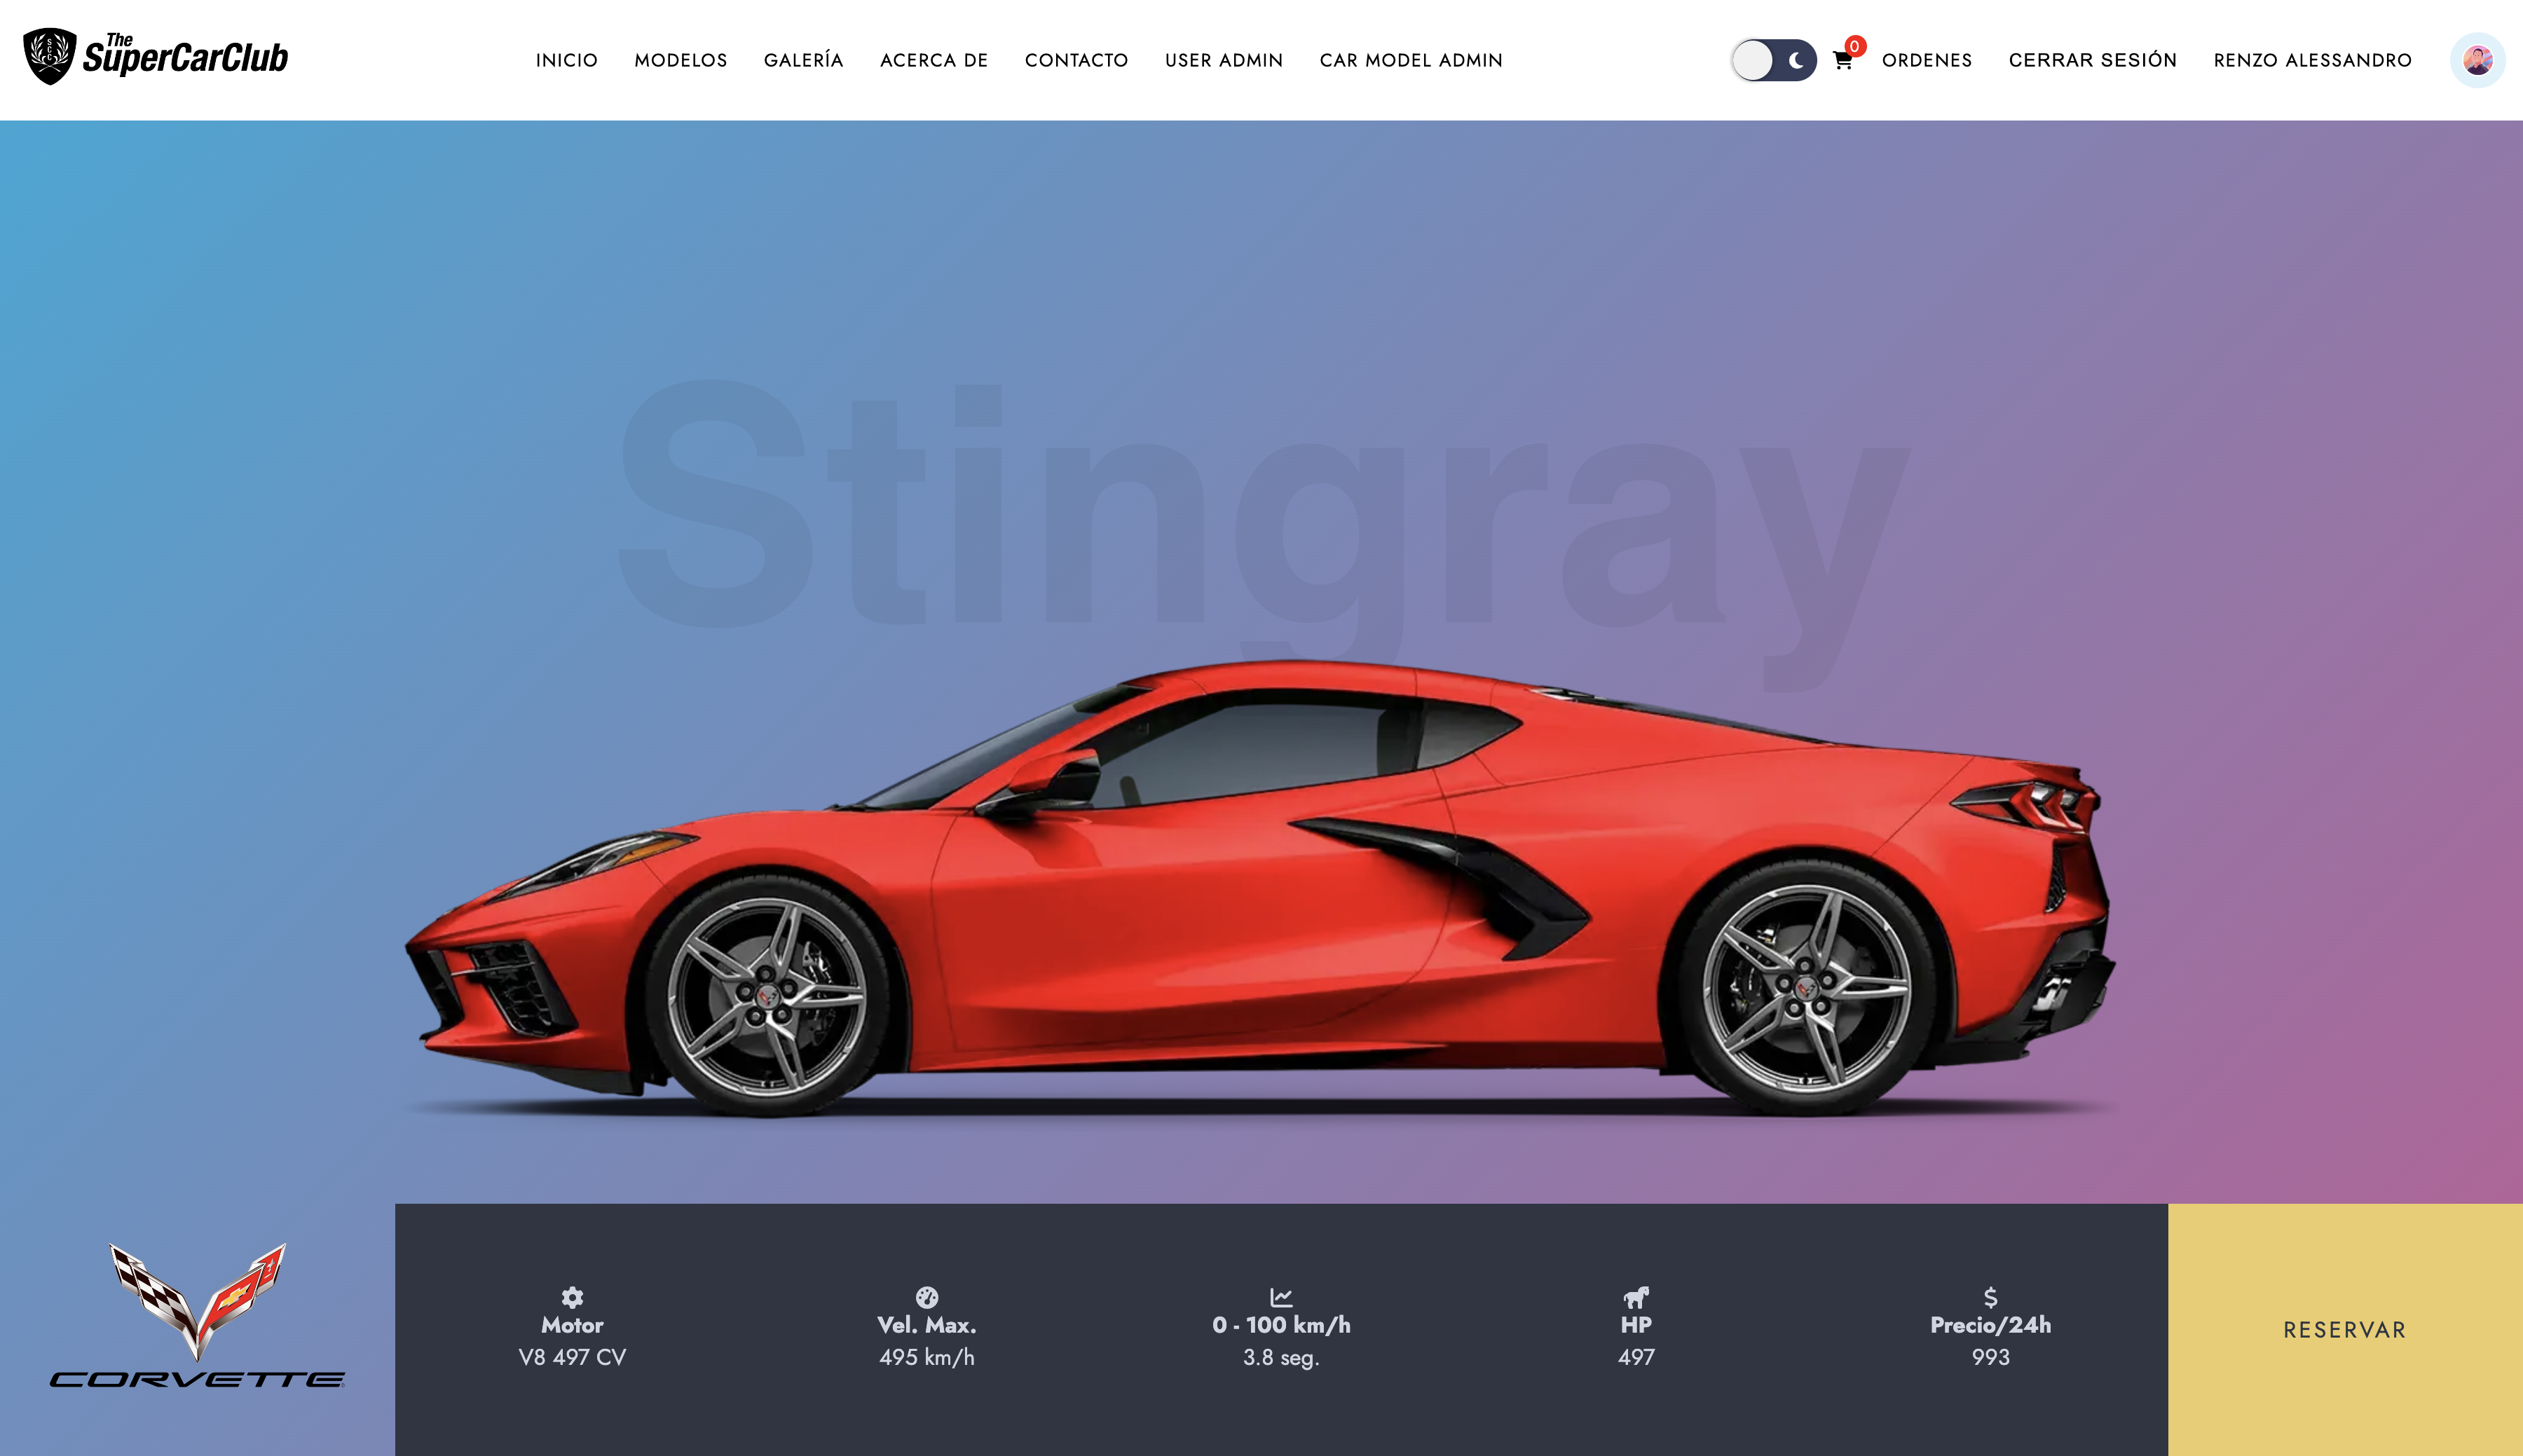 The
SuperCarClub
INICIO MODELOS GALERÍA ACERCA DE CONTACTO USER ADMIN CAR MODEL ADMIN 0 ORDENES CERRAR SESIÓN RENZO ALESSANDRO
Stingray
CORVETTE
Motor
V8 497 CV
Vel. Max.
495 km/h
0 - 100 km/h
3.8 seg.
HP
497
$
Precio/24h
993
RESERVAR